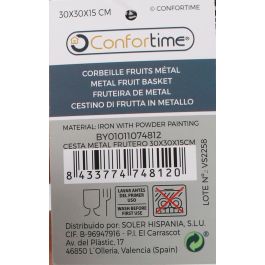 30X30X15 CM
© CONFORTIME
Confortime®
CORBEILLE FRUITS MÉTAL
METAL FRUIT BASKET
FRUTEIRA DE METAL
CESTINO DI FRUTTA IN METALLO
MATERIAL: IRON WITH POWDER PAINTING
BY01011074812
CESTA METAL FRUTERO 30X30X15CM
8 433774 748120
LOTE N°.: VS2258
LAVAR ANTES
DEL PRIMER
USO
WASH BEFORE
FIRST USE
Distribuido por: SOLER HISPANIA, S.L.U.
CIF B-96947916 - P.I. El Carrascot
Av. del Plàstic, 17
46850 L'Olleria, Valencia (Spain)